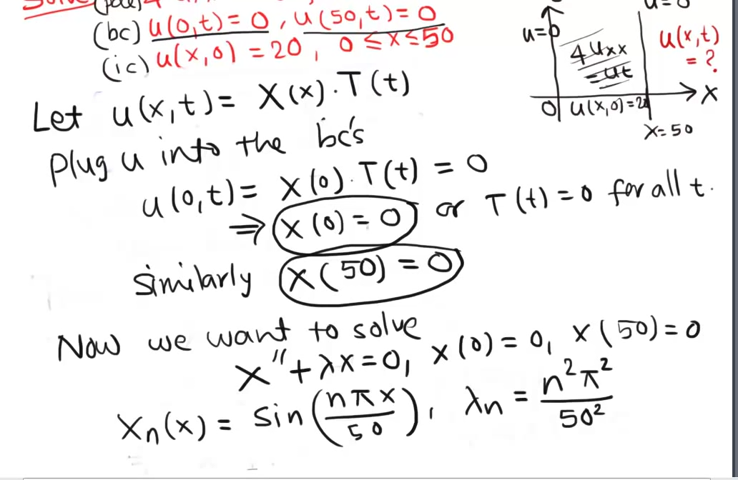 (bc) u(0,t) = 0, u(50,t) = 0
(ic) u(x,0) = 20, 0 ≤ x ≤ 50
u=0
u=0
4uxx
= ut
u(x,t)
= ?
0
u(x,0)=20
x
x=50
Let u(x,t) = X(x)·T(t)
Plug u into the bc's
u(0,t) = X(0)·T(t) = 0
⇒ X(0) = 0 or T(t) = 0 for all t.
Similarly X(50) = 0
Now we want to solve
X'' + λX = 0, X(0) = 0, X(50) = 0
Xn(x) = sin(nπx/50), λn = n²π²/50²